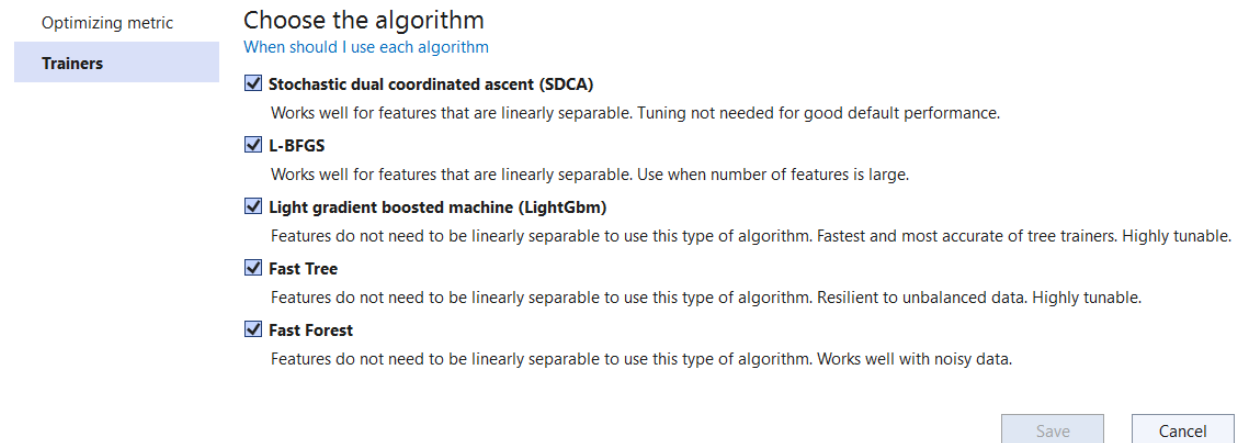 Optimizing metric
Trainers
Choose the algorithm
When should I use each algorithm
Stochastic dual coordinated ascent (SDCA)
Works well for features that are linearly separable. Tuning not needed for good default performance.
L-BFGS
Works well for features that are linearly separable. Use when number of features is large.
Light gradient boosted machine (LightGbm)
Features do not need to be linearly separable to use this type of algorithm. Fastest and most accurate of tree trainers. Highly tunable.
Fast Tree
Features do not need to be linearly separable to use this type of algorithm. Resilient to unbalanced data. Highly tunable.
Fast Forest
Features do not need to be linearly separable to use this type of algorithm. Works well with noisy data.
Save
Cancel